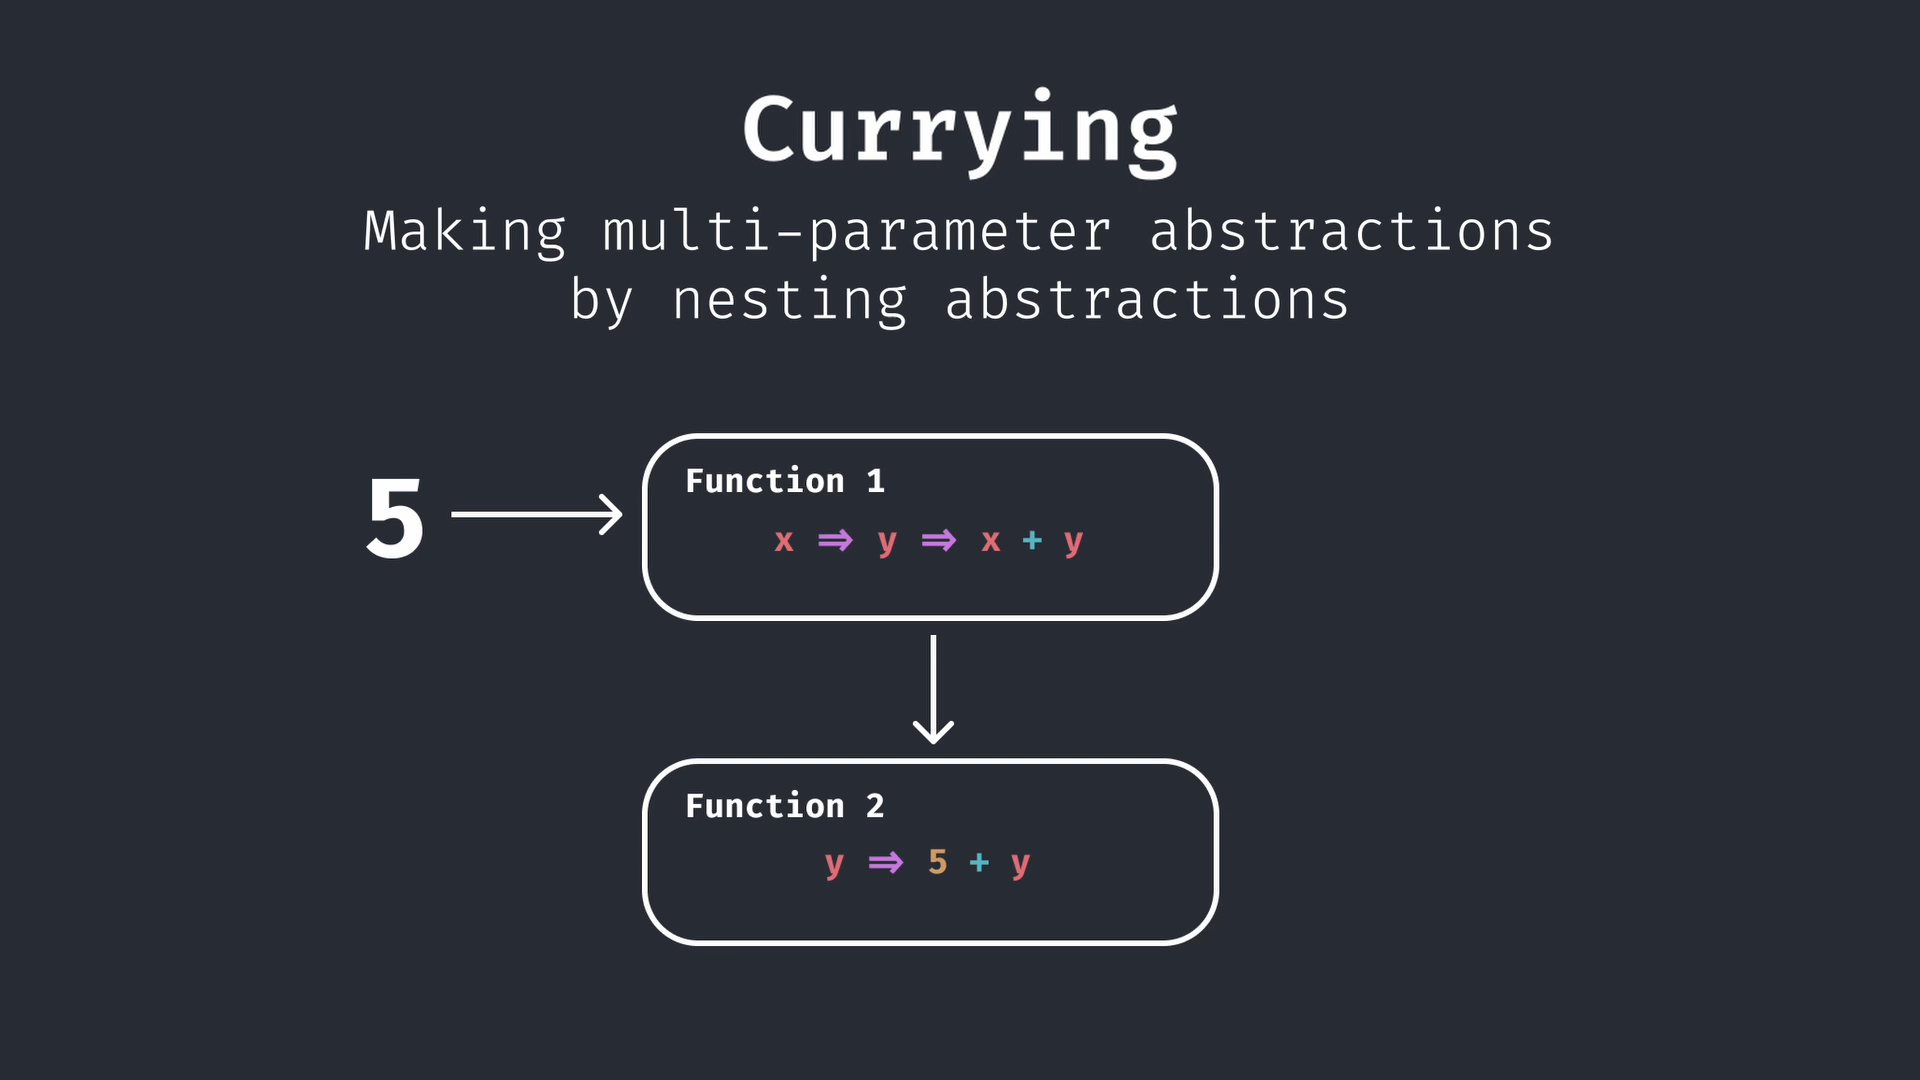 Currying
Making multi-parameter abstractions
by nesting abstractions
5
Function 1
x ⇒ y ⇒ x + y
Function 2
y ⇒ 5 + y